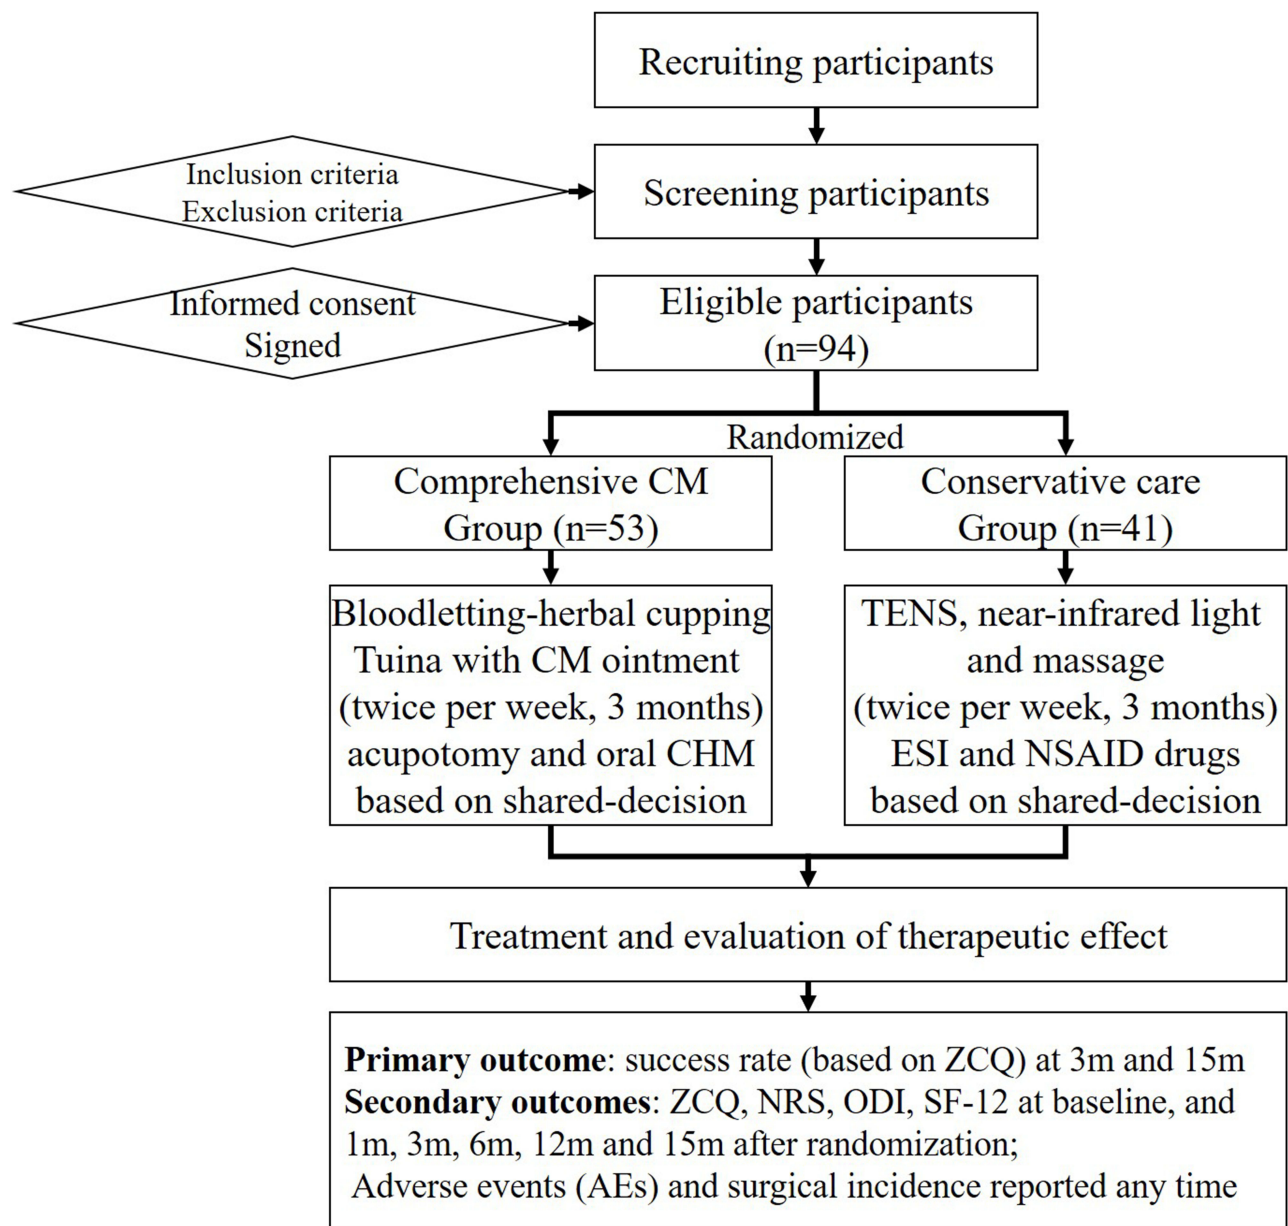 Recruiting participants
Inclusion criteria
Exclusion criteria
Screening participants
Informed consent
Signed
Eligible participants
(n=94)
Randomized
Comprehensive CM
Group (n=53)
Conservative care
Group (n=41)
Bloodletting-herbal cupping
Tuina with CM ointment
(twice per week, 3 months)
acupotomy and oral CHM
based on shared-decision
TENS, near-infrared light
and massage
(twice per week, 3 months)
ESI and NSAID drugs
based on shared-decision
Treatment and evaluation of therapeutic effect
Primary outcome: success rate (based on ZCQ) at 3m and 15m
Secondary outcomes: ZCQ, NRS, ODI, SF-12 at baseline, and
1m, 3m, 6m, 12m and 15m after randomization;
Adverse events (AEs) and surgical incidence reported any time